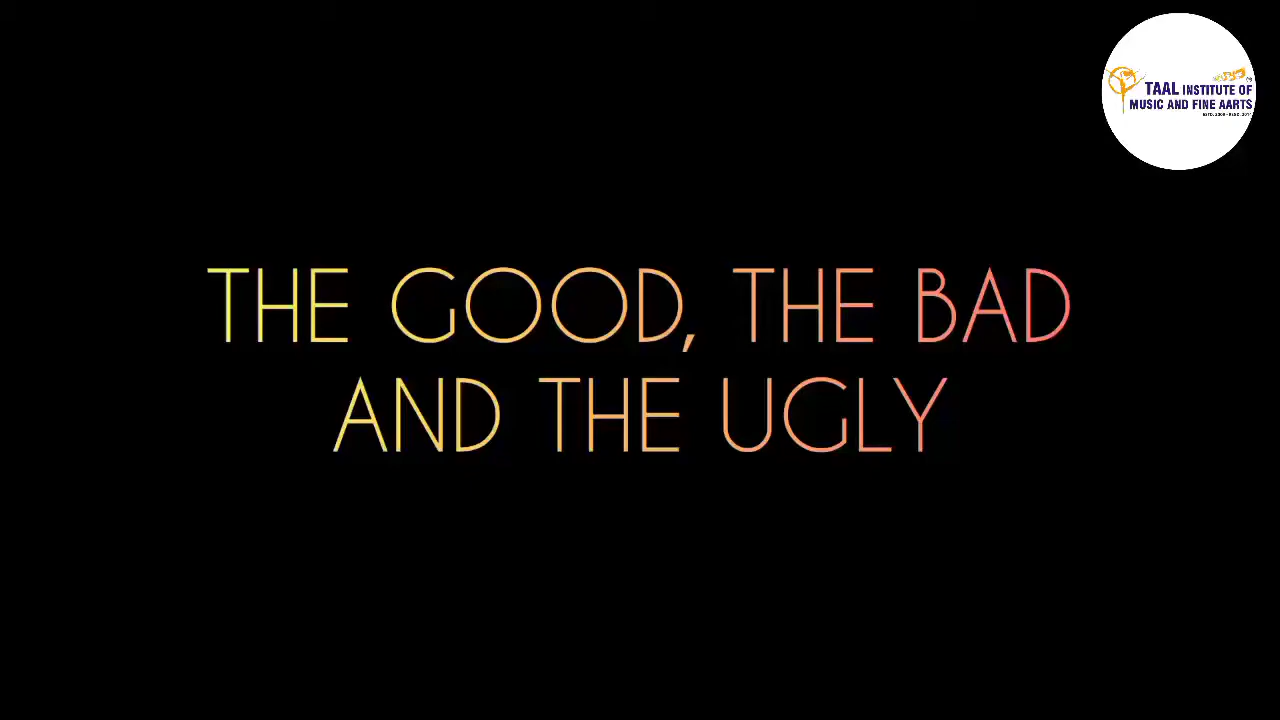 TAAL INSTITUTE OF
MUSIC AND FINE AARTS
THE GOOD, THE BAD
AND THE UGLY